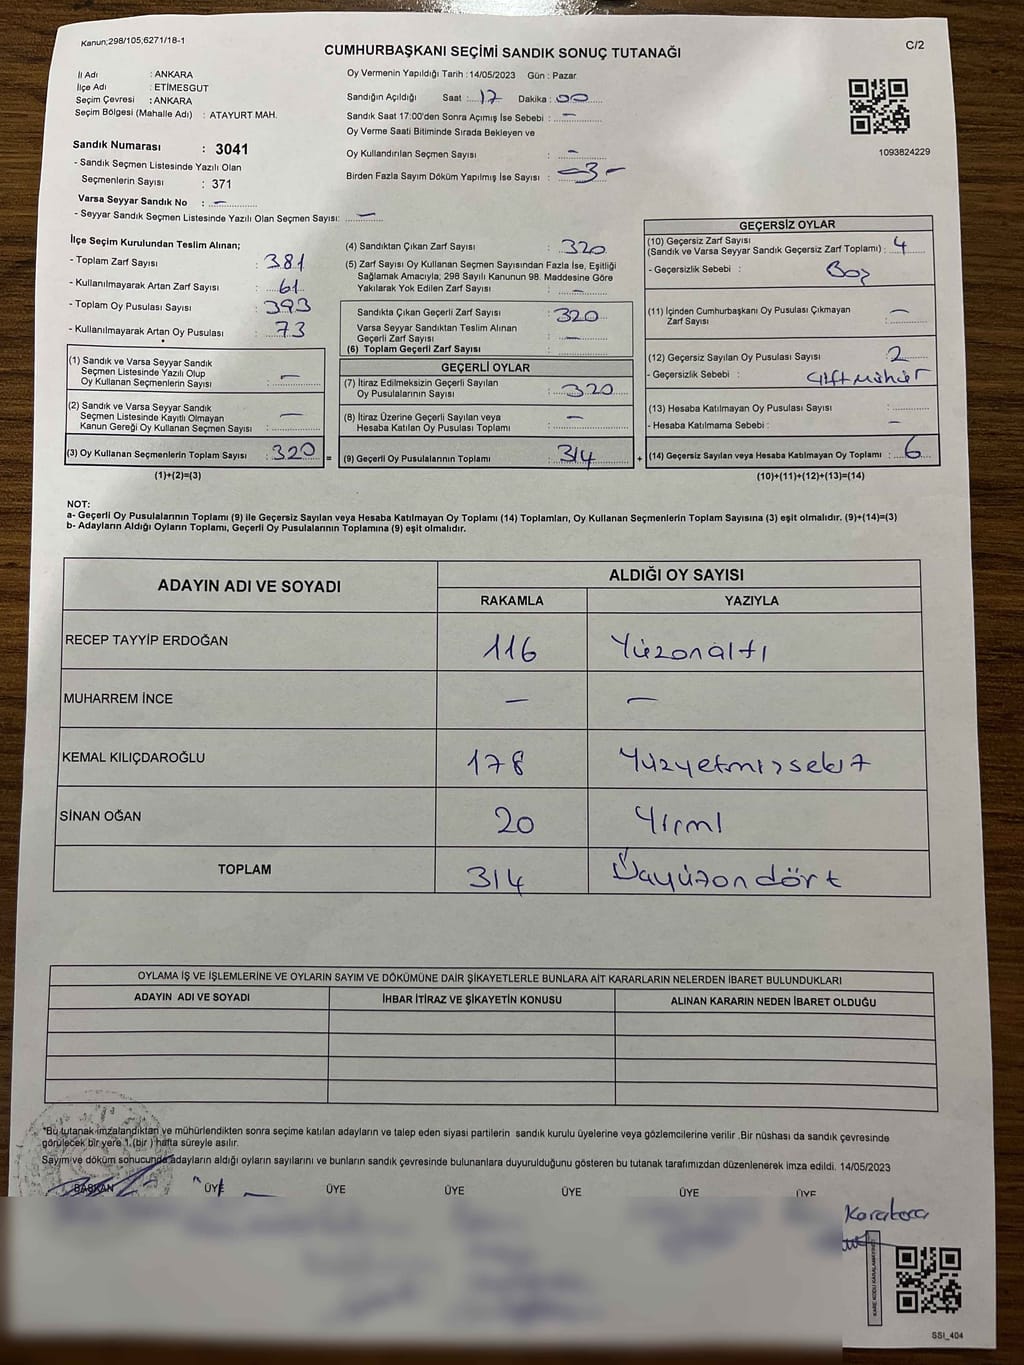 Kanun;298/105;6271/18-1
C/2
CUMHURBAŞKANI SEÇİMİ SANDIK SONUÇ TUTANAĞI
İl Adı : ANKARA
İlçe Adı : ETİMESGUT
Seçim Çevresi : ANKARA
Seçim Bölgesi (Mahalle Adı) : ATAYURT MAH.
Sandık Numarası : 3041
- Sandık Seçmen Listesinde Yazılı Olan
Seçmenlerin Sayısı : 371
Varsa Seyyar Sandık No : –
- Seyyar Sandık Seçmen Listesinde Yazılı Olan Seçmen Sayısı: –
Oy Vermenin Yapıldığı Tarih :14/05/2023 Gün : Pazar
Sandığın Açıldığı Saat : 17 Dakika : 00
Sandık Saat 17:00'den Sonra Açımış İse Sebebi : –
Oy Verme Saati Bitiminde Sırada Bekleyen ve
Oy Kullandırılan Seçmen Sayısı : –
Birden Fazla Sayım Döküm Yapılmış İse Sayısı : –3–
1093824229
İlçe Seçim Kurulundan Teslim Alınan;
- Toplam Zarf Sayısı : 381
- Kullanılmayarak Artan Zarf Sayısı : 61
- Toplam Oy Pusulası Sayısı : 393
- Kullanılmayarak Artan Oy Pusulası : 73
(1) Sandık ve Varsa Seyyar Sandık
Seçmen Listesinde Yazılı Olup
Oy Kullanan Seçmenlerin Sayısı : –
(2) Sandık ve Varsa Seyyar Sandık
Seçmen Listesinde Kayıtlı Olmayan
Kanun Gereği Oy Kullanan Seçmen Sayısı : –
(3) Oy Kullanan Seçmenlerin Toplam Sayısı : 320
=
(1)+(2)=(3)
(4) Sandıktan Çıkan Zarf Sayısı : 320
(5) Zarf Sayısı Oy Kullanan Seçmen Sayısından Fazla İse, Eşitliği
Sağlamak Amacıyla; 298 Sayılı Kanunun 98. Maddesine Göre
Yakılarak Yok Edilen Zarf Sayısı : –
Sandıkta Çıkan Geçerli Zarf Sayısı : 320
Varsa Seyyar Sandıktan Teslim Alınan
Geçerli Zarf Sayısı : –
(6) Toplam Geçerli Zarf Sayısı :
GEÇERLİ OYLAR
(7) İtiraz Edilmeksizin Geçerli Sayılan
Oy Pusulalarının Sayısı : 320
(8) İtiraz Üzerine Geçerli Sayılan veya
Hesaba Katılan Oy Pusulası Toplamı : –
(9) Geçerli Oy Pusulalarının Toplamı : 314
+
GEÇERSİZ OYLAR
(10) Geçersiz Zarf Sayısı
(Sandık ve Varsa Seyyar Sandık Geçersiz Zarf Toplamı) : 4
- Geçersizlik Sebebi : Boş
(11) İçinden Cumhurbaşkanı Oy Pusulası Çıkmayan
Zarf Sayısı : –
(12) Geçersiz Sayılan Oy Pusulası Sayısı : 2
- Geçersizlik Sebebi : Çift mühür
(13) Hesaba Katılmayan Oy Pusulası Sayısı :
- Hesaba Katılmama Sebebi : –
(14) Geçersiz Sayılan veya Hesaba Katılmayan Oy Toplamı : 6
(10)+(11)+(12)+(13)=(14)
NOT:
a- Geçerli Oy Pusulalarının Toplamı (9) ile Geçersiz Sayılan veya Hesaba Katılmayan Oy Toplamı (14) Toplamları, Oy Kullanan Seçmenlerin Toplam Sayısına (3) eşit olmalıdır. (9)+(14)=(3)
b- Adayların Aldığı Oyların Toplamı, Geçerli Oy Pusulalarının Toplamına (9) eşit olmalıdır.
ADAYIN ADI VE SOYADI
ALDIĞI OY SAYISI
RAKAMLA YAZIYLA
RECEP TAYYİP ERDOĞAN 116 Yüzonaltı
MUHARREM İNCE – –
KEMAL KILIÇDAROĞLU 178 Yüzyetmişsekiz
SİNAN OĞAN 20 Yirmi
TOPLAM 314 Üçyüzondört
OYLAMA İŞ VE İŞLEMLERİNE VE OYLARIN SAYIM VE DÖKÜMÜNE DAİR ŞİKAYETLERLE BUNLARA AİT KARARLARIN NELERDEN İBARET BULUNDUKLARI
ADAYIN ADI VE SOYADI İHBAR İTİRAZ VE ŞİKAYETİN KONUSU ALINAN KARARIN NEDEN İBARET OLDUĞU
*Bu tutanak imzalandıktan ve mühürlendikten sonra seçime katılan adayların ve talep eden siyasi partilerin sandık kurulu üyelerine veya gözlemcilerine verilir .Bir nüshası da sandık çevresinde
görülecek bir yere 1 (bir ) hafta süreyle asılır.
Sayım ve döküm sonucunda adayların aldığı oyların sayılarını ve bunların sandık çevresinde bulunanlara duyurulduğunu gösteren bu tutanak tarafımızdan düzenlenerek imza edildi. 14/05/2023
BAŞKAN ÜYE ÜYE ÜYE ÜYE ÜYE ÜYE
Karabora
KARE KODU KARALAMAYINIZ
SSI_404